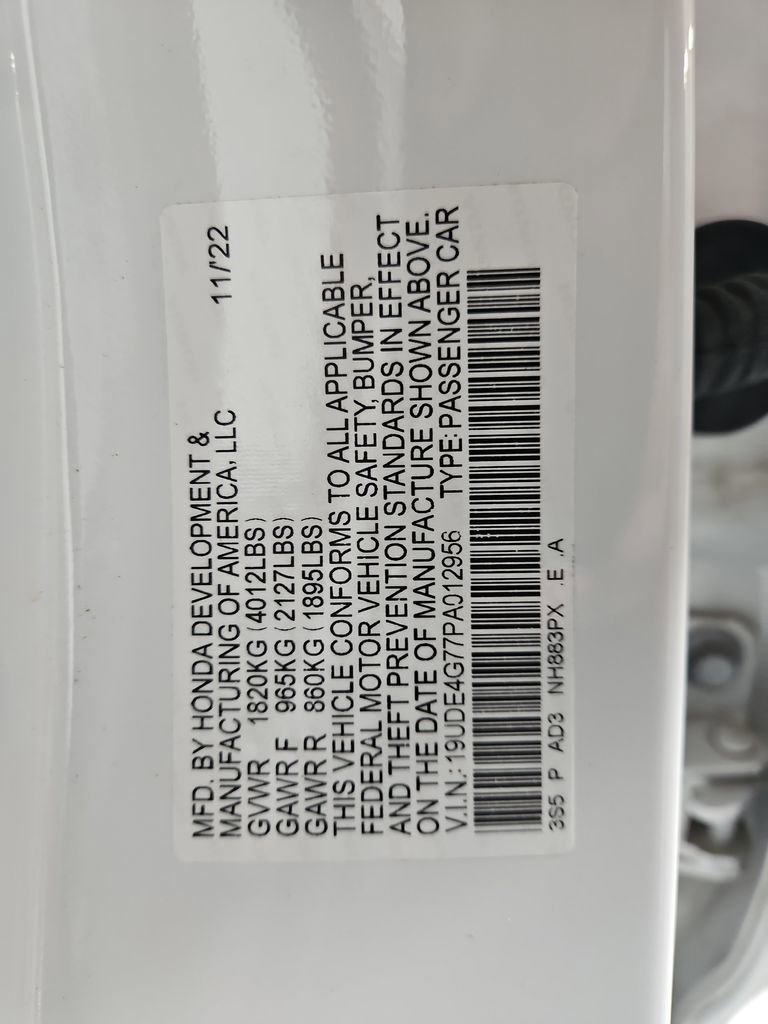 MFD. BY HONDA DEVELOPMENT &
MANUFACTURING OF AMERICA, LLC 11/'22
GVWR 1820KG (4012LBS)
GAWR F 965KG (2127LBS)
GAWR R 860KG (1895LBS)
THIS VEHICLE CONFORMS TO ALL APPLICABLE
FEDERAL MOTOR VEHICLE SAFETY, BUMPER,
AND THEFT PREVENTION STANDARDS IN EFFECT
ON THE DATE OF MANUFACTURE SHOWN ABOVE.
V.I.N.: 19UDE4G77PA012956 TYPE: PASSENGER CAR
3S5 P AD3 NH883PX .E .A